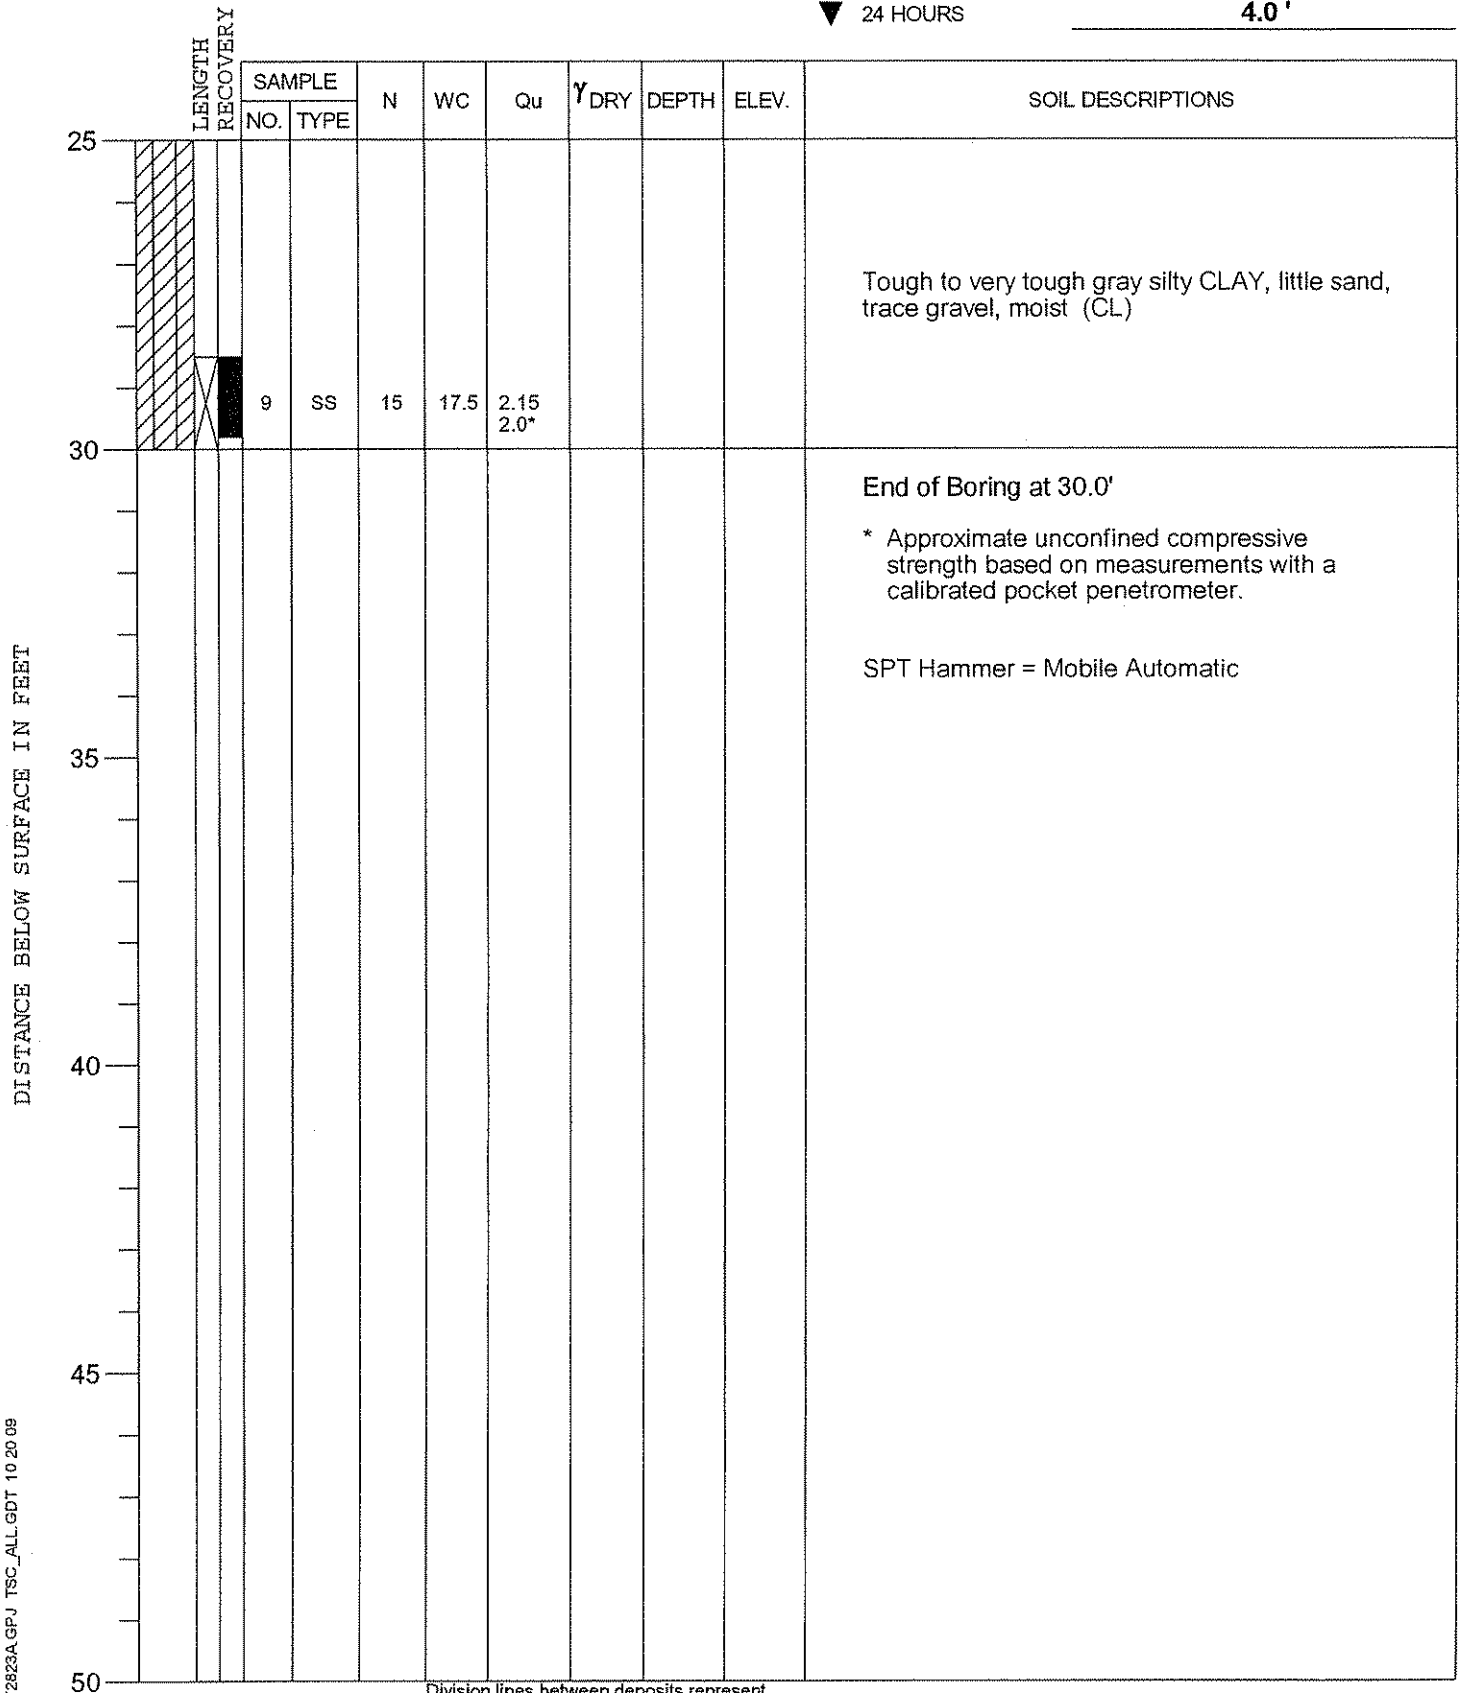 ▼ 24 HOURS 4.0 '
LENGTH
RECOVERY
SAMPLE
NO. TYPE N WC Qu γ DRY DEPTH ELEV. SOIL DESCRIPTIONS
25
Tough to very tough gray silty CLAY, little sand,
trace gravel, moist (CL)
9 SS 15 17.5 2.15
2.0*
30
End of Boring at 30.0'
* Approximate unconfined compressive
strength based on measurements with a
calibrated pocket penetrometer.
SPT Hammer = Mobile Automatic
DISTANCE BELOW SURFACE IN FEET
35
40
45
50
2823A.GPJ TSC_ALL.GDT 10 20 09
Division lines between deposits represent